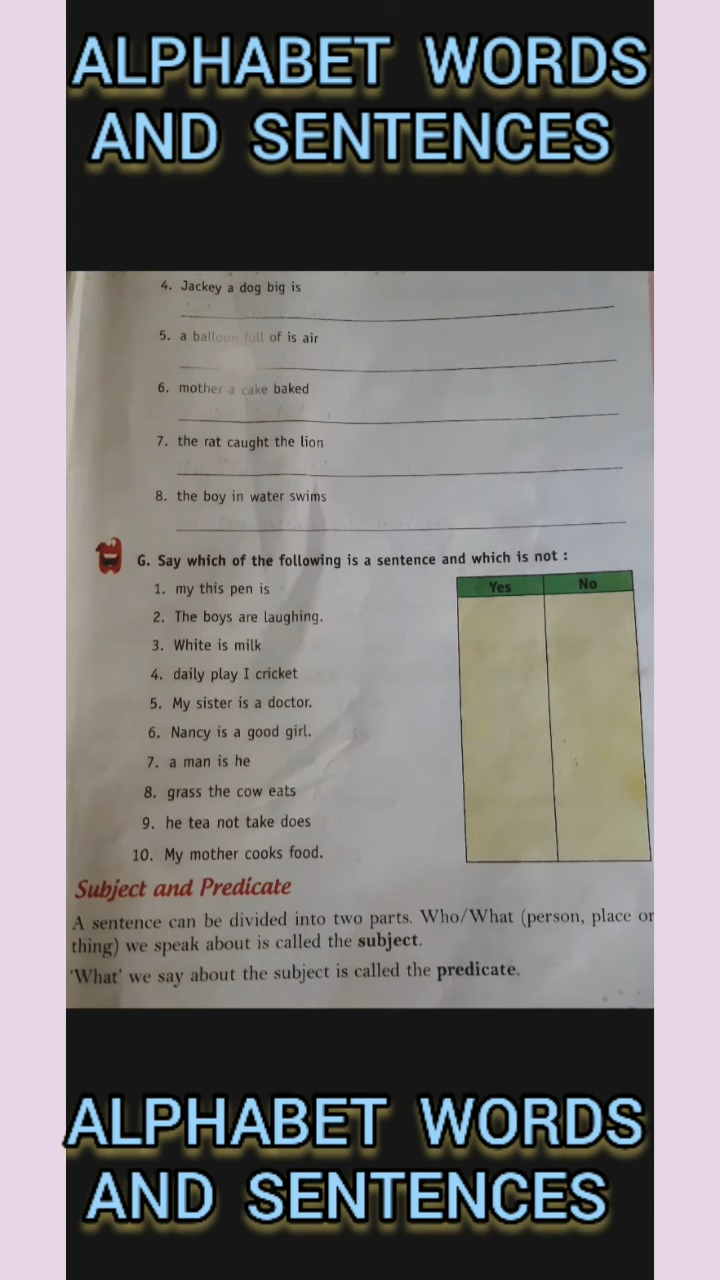 ALPHABET WORDS
AND SENTENCES
4. Jackey a dog big is
5. a balloon full of is air
6. mother a cake baked
7. the rat caught the lion
8. the boy in water swims
G. Say which of the following is a sentence and which is not :
Yes No
1. my this pen is
2. The boys are laughing.
3. White is milk
4. daily play I cricket
5. My sister is a doctor.
6. Nancy is a good girl.
7. a man is he
8. grass the cow eats
9. he tea not take does
10. My mother cooks food.
Subject and Predicate
A sentence can be divided into two parts. Who/What (person, place or
thing) we speak about is called the subject.
'What' we say about the subject is called the predicate.
ALPHABET WORDS
AND SENTENCES